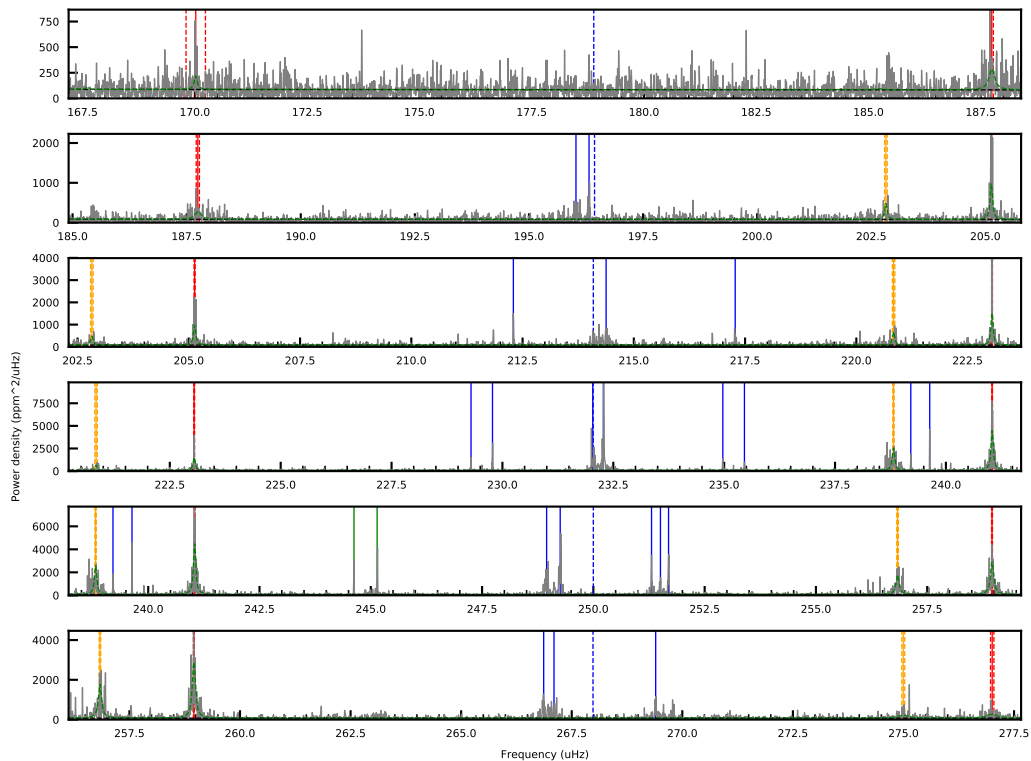 750
500
250
0
167.5 170.0 172.5 175.0 177.5 180.0 182.5 185.0 187.5
2000
1000
0
185.0 187.5 190.0 192.5 195.0 197.5 200.0 202.5 205.0
4000
3000
2000
1000
0
202.5 205.0 207.5 210.0 212.5 215.0 217.5 220.0 222.5
Power density (ppm^2/uHz)
7500
5000
2500
0
222.5 225.0 227.5 230.0 232.5 235.0 237.5 240.0
6000
4000
2000
0
240.0 242.5 245.0 247.5 250.0 252.5 255.0 257.5
4000
2000
0
257.5 260.0 262.5 265.0 267.5 270.0 272.5 275.0 277.5
Frequency (uHz)